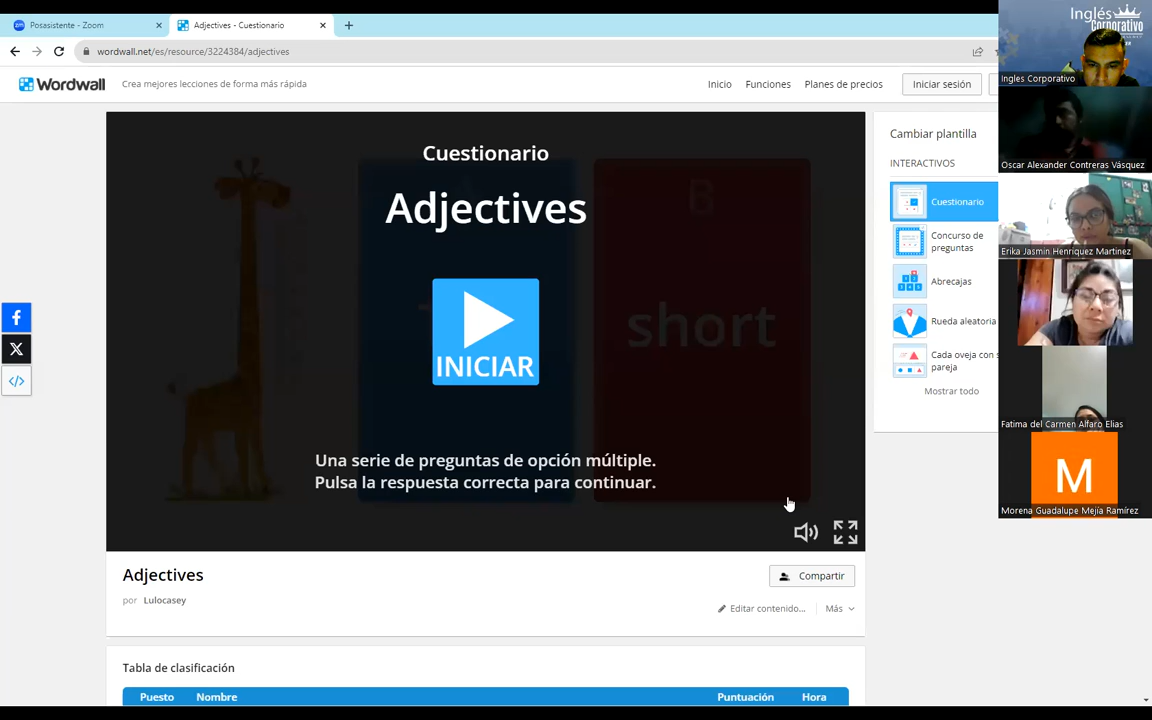 Posasistente - Zoom
Adjectives - Cuestionario
wordwall.net/es/resource/3224384/adjectives
Wordwall
Crea mejores lecciones de forma más rápida
Inicio
Funciones
Planes de precios
Iniciar sesión
Cuestionario
Adjectives
B
short
INICIAR
Una serie de preguntas de opción múltiple.
Pulsa la respuesta correcta para continuar.
Adjectives
por Lulocasey
Compartir
Editar contenido...
Más
Tabla de clasificación
Puesto
Nombre
Puntuación
Hora
Cambiar plantilla
INTERACTIVOS
Cuestionario
Concurso de
preguntas
Abrecajas
Rueda aleatoria
Cada oveja con s
pareja
Mostrar todo
Inglés
Corporativo
Ingles Corporativo
Oscar Alexander Contreras Vásquez
Erika Jasmin Henriquez Martinez
Fatima del Carmen Alfaro Elias
M
Morena Guadalupe Mejía Ramírez